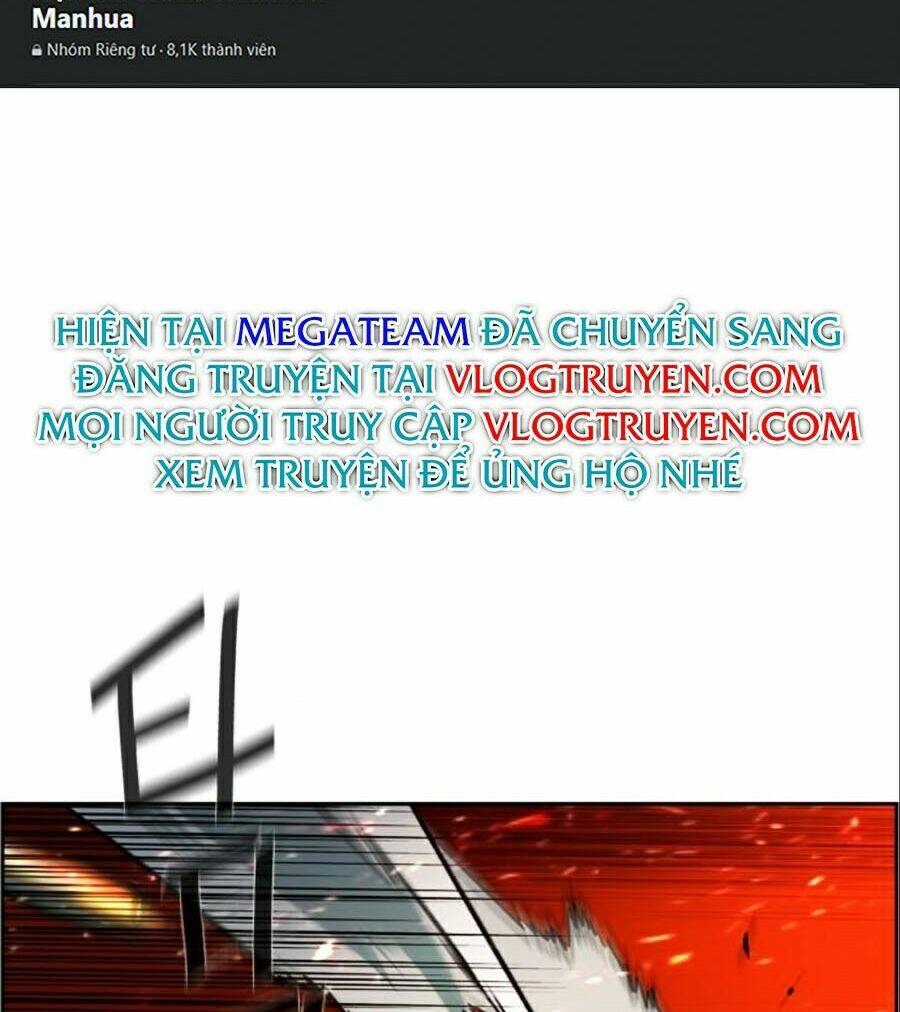 Manhua
Nhóm Riêng tư · 8,1K thành viên
HIỆN TẠI MEGATEAM ĐÃ CHUYỂN SANG
ĐĂNG TRUYỆN TẠI VLOGTRUYEN.COM
MỌI NGƯỜI TRUY CẬP VLOGTRUYEN.COM
XEM TRUYỆN ĐỂ ỦNG HỘ NHÉ